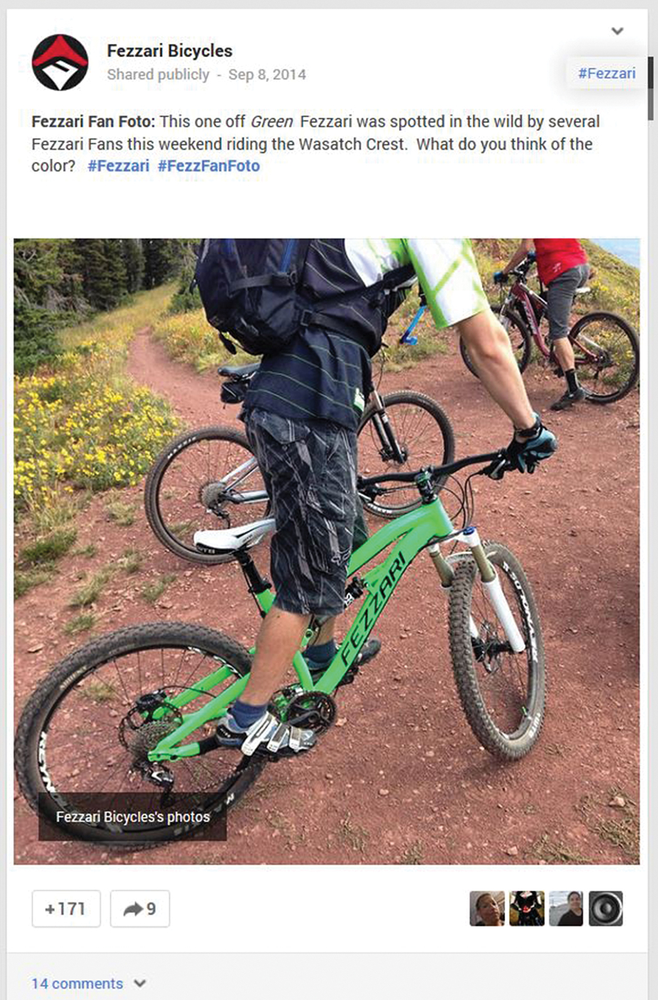 Fezzari Bicycles
Shared publicly - Sep 8, 2014
#Fezzari
Fezzari Fan Foto: This one off Green Fezzari was spotted in the wild by several
Fezzari Fans this weekend riding the Wasatch Crest. What do you think of the
color? #Fezzari #FezzFanFoto
FEZZARI
Fezzari Bicycles's photos
+171
9
14 comments